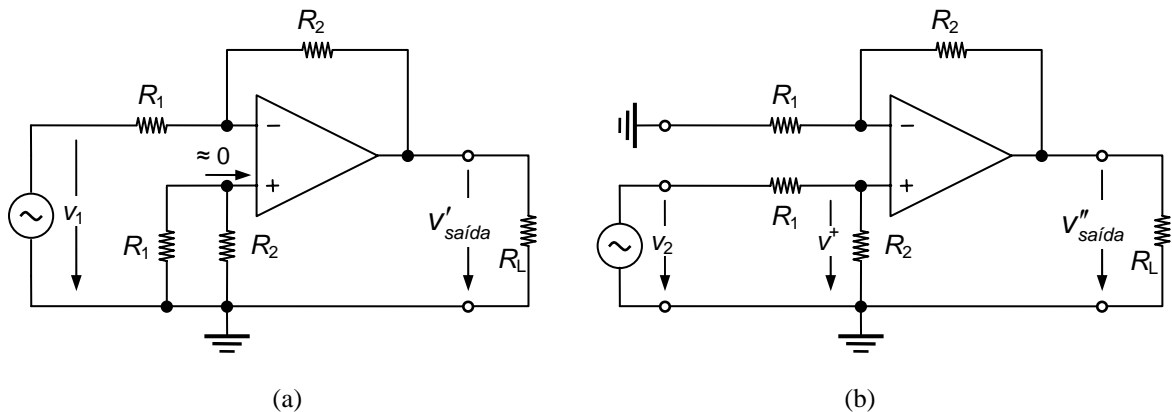 R2
R1
≈ 0
v1
R1
R2
−
+
v′saída
RL
(a)
R2
R1
R1
v2
v+
R2
−
+
v″saída
RL
(b)